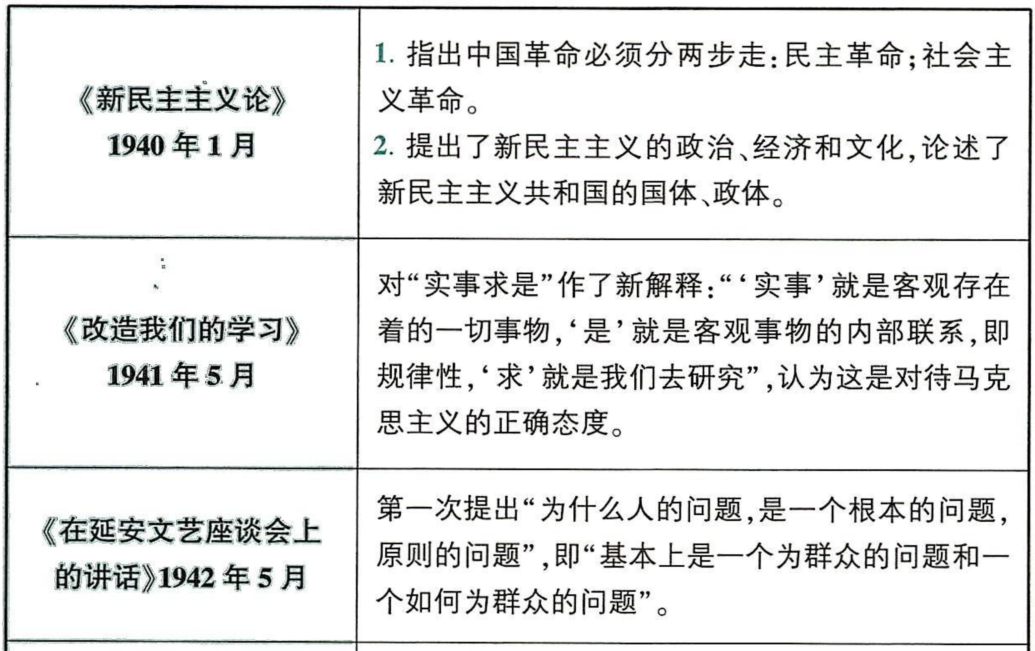 《新民主主义论》
1940 年 1 月
1. 指出中国革命必须分两步走:民主革命;社会主
义革命。
2. 提出了新民主主义的政治、经济和文化,论述了
新民主主义共和国的国体、政体。
《改造我们的学习》
1941 年 5 月
对“实事求是”作了新解释:“‘实事’就是客观存在
着的一切事物,‘是’就是客观事物的内部联系,即
规律性,‘求’就是我们去研究”,认为这是对待马克
思主义的正确态度。
《在延安文艺座谈会上
的讲话》1942 年 5 月
第一次提出“为什么人的问题,是一个根本的问题,
原则的问题”,即“基本上是一个为群众的问题和一
个如何为群众的问题”。